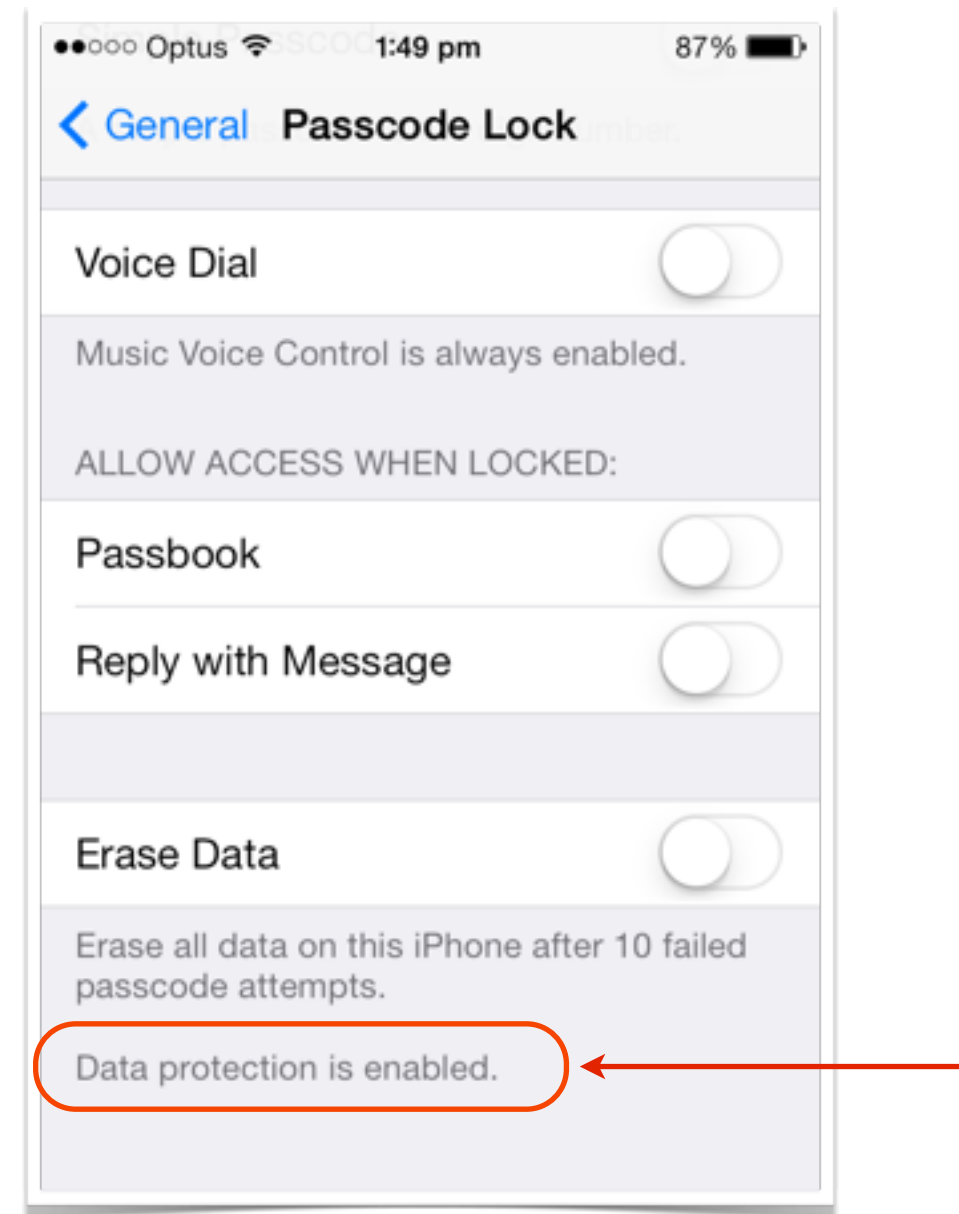 Optus 1:49 pm 87%
General Passcode Lock
Voice Dial
Music Voice Control is always enabled.
ALLOW ACCESS WHEN LOCKED:
Passbook
Reply with Message
Erase Data
Erase all data on this iPhone after 10 failed
passcode attempts.
Data protection is enabled.